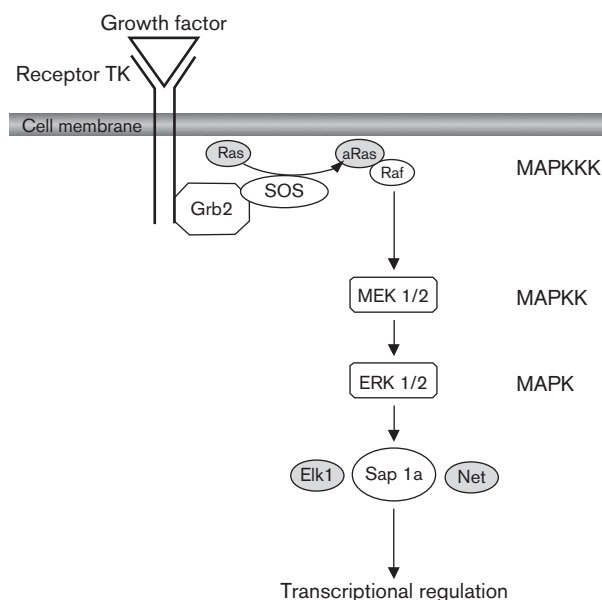 Growth factor
Receptor TK
Cell membrane
Ras
aRas
Raf
MAPKKK
SOS
Grb2
MEK 1/2
MAPKK
ERK 1/2
MAPK
Elk1
Sap 1a
Net
Transcriptional regulation